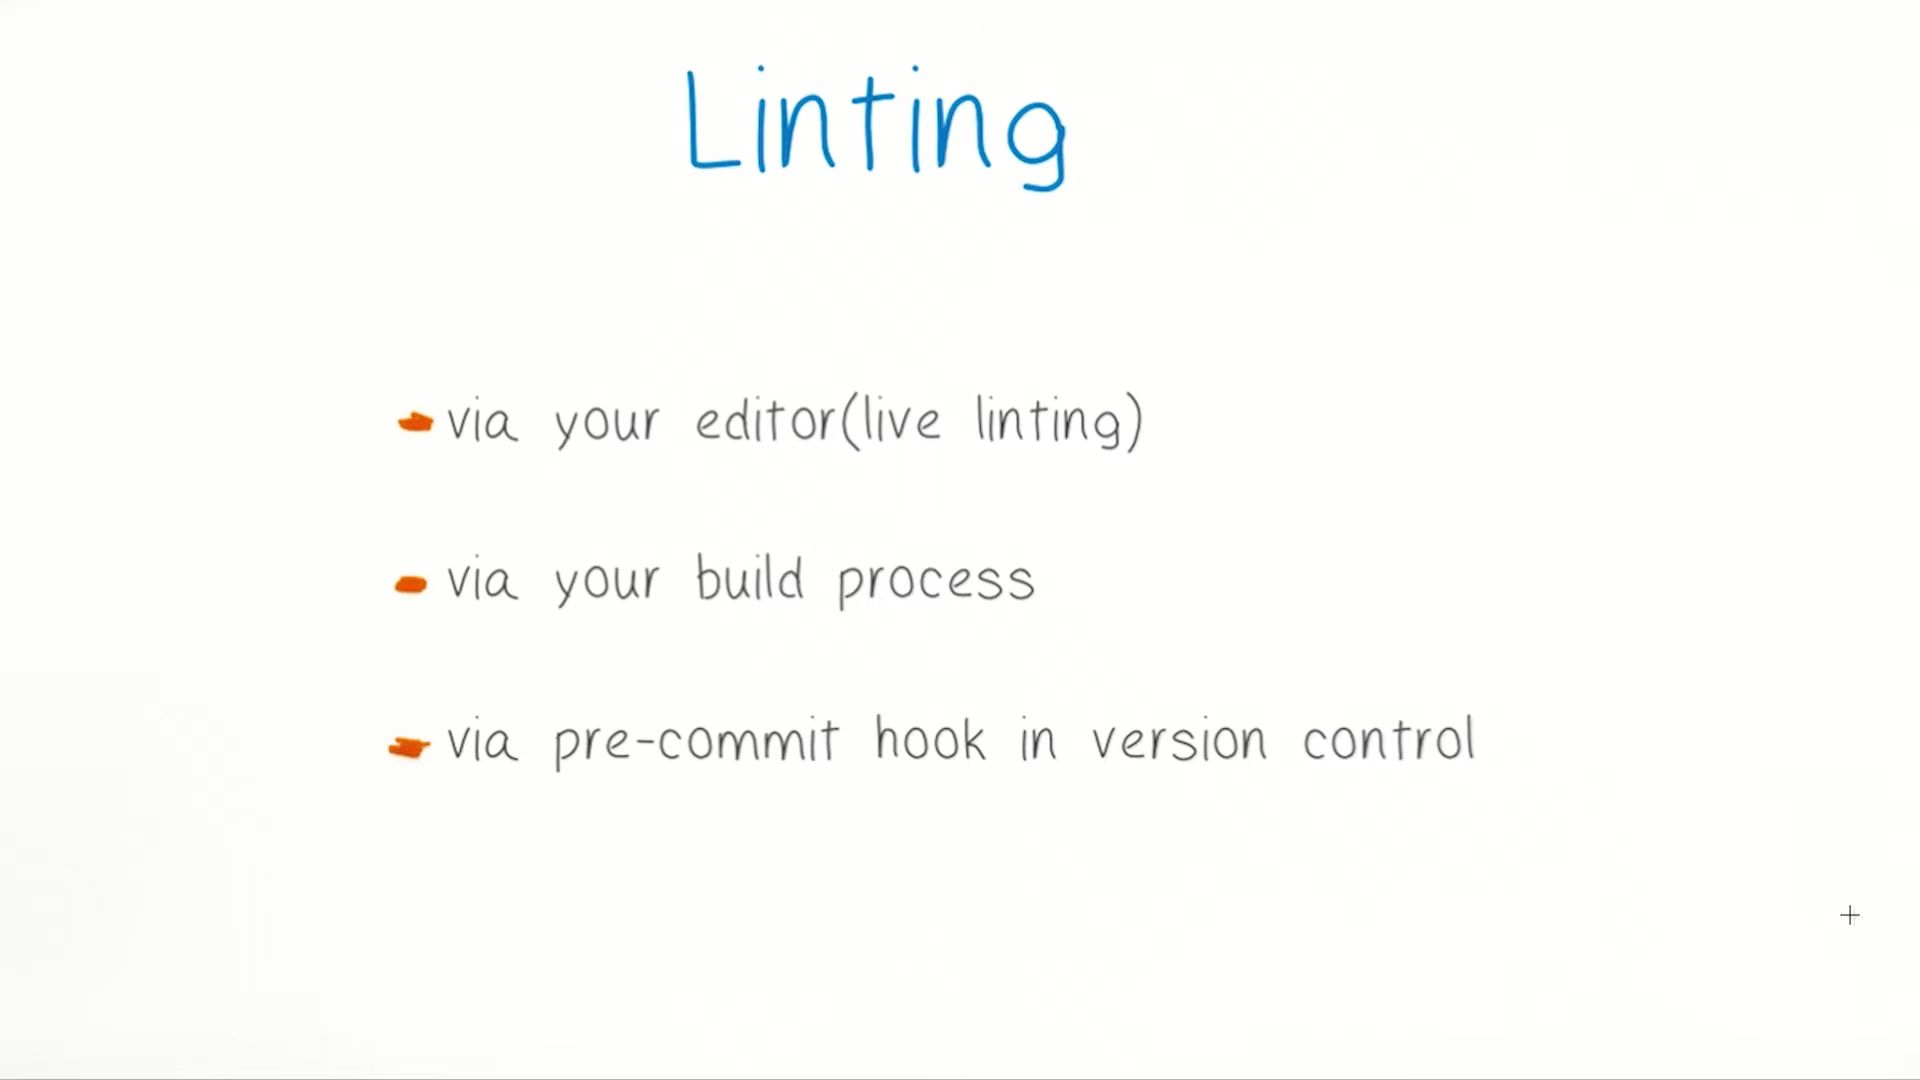 Linting
- via your editor(live linting)
- via your build process
- via pre-commit hook in version control